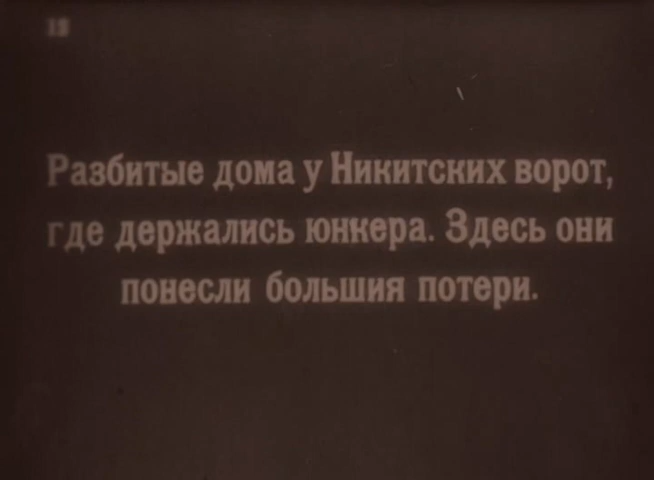 Разбитые дома у Никитских ворот,
где держались юнкера. Здесь они
понесли большия потери.